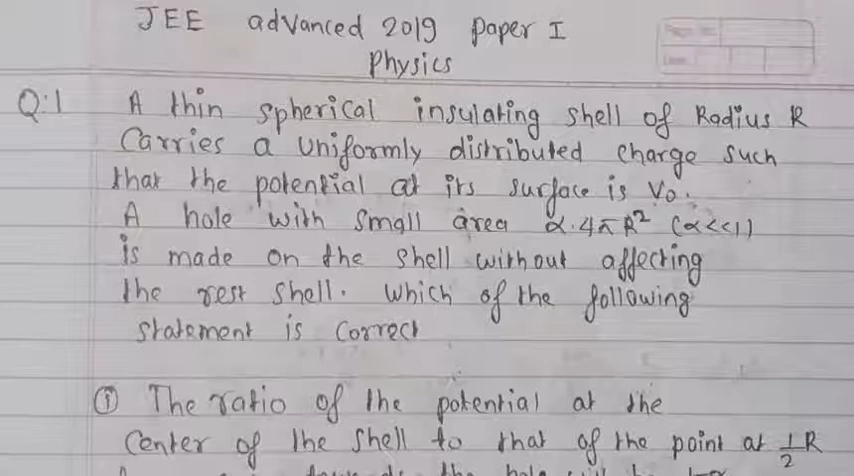 JEE advanced 2019 paper I
Physics
Q:1 A thin spherical insulating shell of Radius R
Carries a uniformly distributed charge such
that the potential at its surface is V₀.
A hole with small area α.4πR² (α<<1)
is made on the shell without affecting
the rest shell. Which of the following
statement is correct
① The ratio of the potential at the
Center of the shell to that of the point at 1/2 R